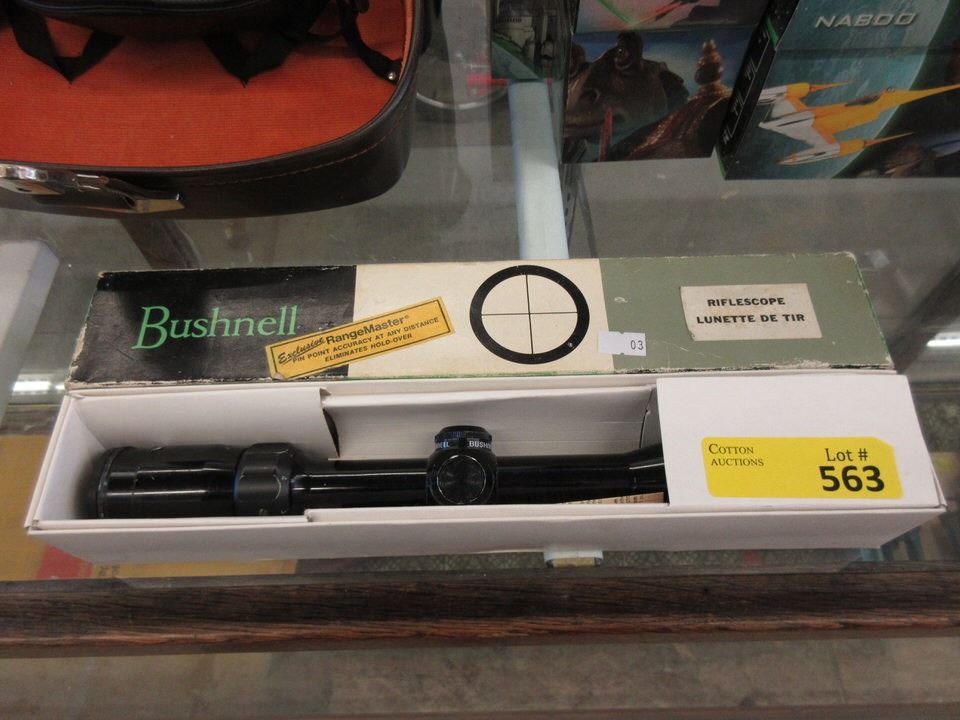 NABOO
Bushnell
Exclusive RangeMaster®
PIN POINT ACCURACY AT ANY DISTANCE
ELIMINATES HOLD-OVER
RIFLESCOPE
LUNETTE DE TIR
03
BUSHN
COTTON
AUCTIONS
Lot #
563